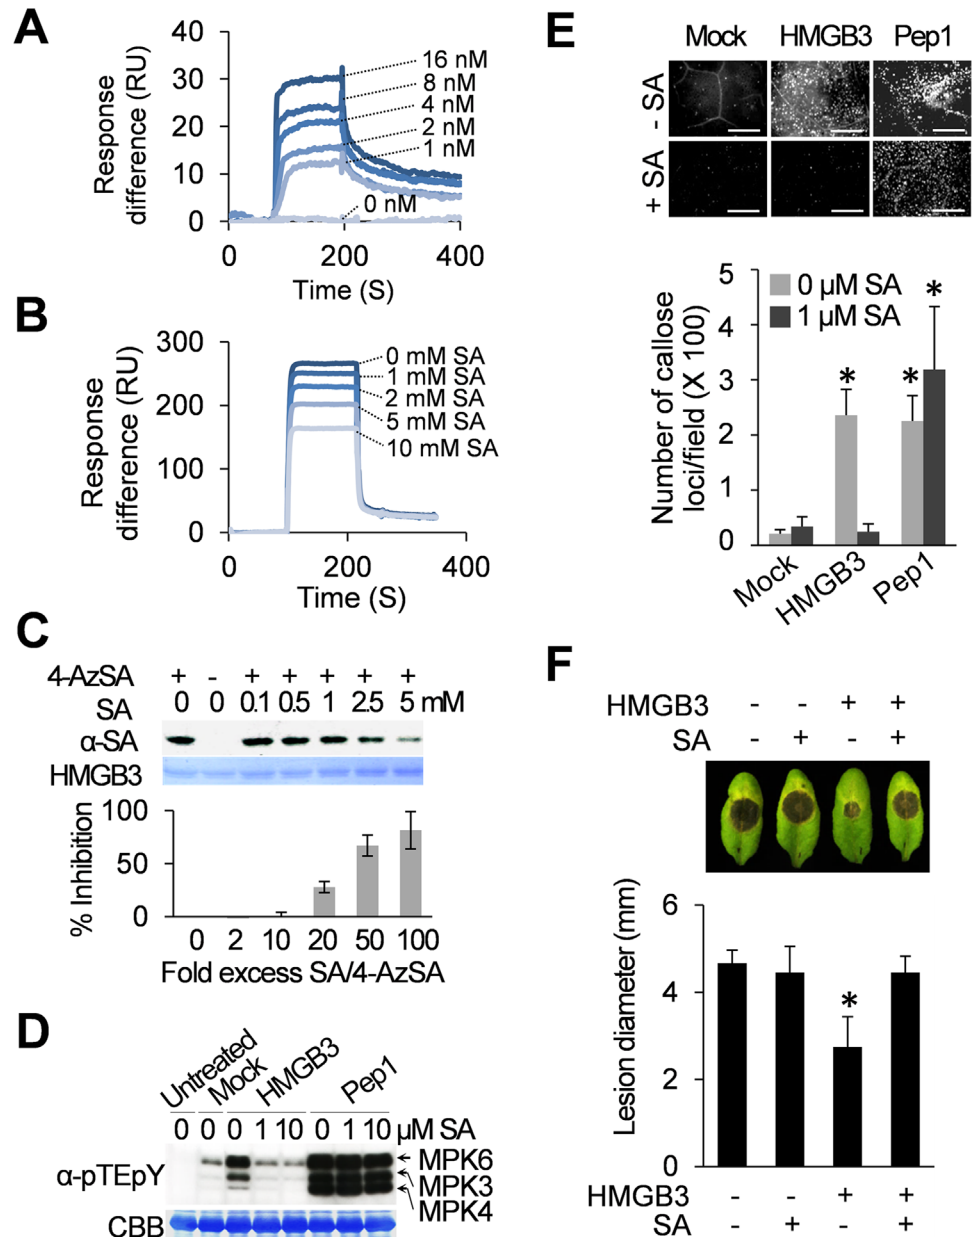 A
Response difference (RU)
40
30
20
10
0
16 nM
8 nM
4 nM
2 nM
1 nM
0 nM
0 200 400
Time (S)
B
Response difference (RU)
300
200
100
0
0 mM SA
1 mM SA
2 mM SA
5 mM SA
10 mM SA
0 200 400
Time (S)
C
4-AzSA + - + + + + +
SA 0 0 0.1 0.5 1 2.5 5 mM
α-SA
HMGB3
% Inhibition
100
50
0
0 2 10 20 50 100
Fold excess SA/4-AzSA
D
Untreated Mock HMGB3 Pep1
0 0 0 1 10 0 1 10 µM SA
α-pTEpY
MPK6
MPK3
MPK4
CBB
E
Mock HMGB3 Pep1
- SA
+ SA
Number of callose loci/field (X 100)
5
4
3
2
1
0
0 µM SA
1 µM SA
*
* *
Mock HMGB3 Pep1
F
HMGB3 - - + +
SA - + - +
Lesion diameter (mm)
6
4
2
0
*
HMGB3 - - + +
SA - + - +